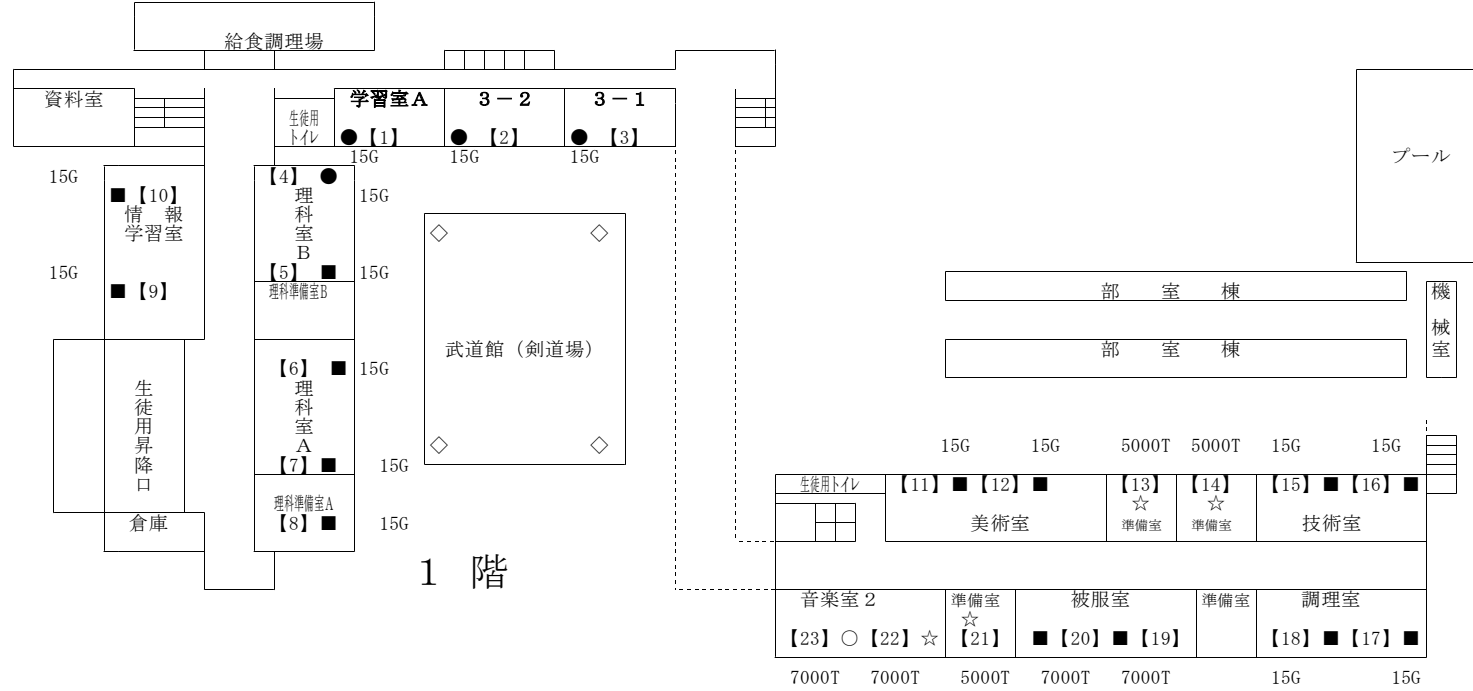 給食調理場
資料室
生徒用
トイレ
学習室A
３－２
３－１
● 【1】
● 【2】
● 【3】
15G
15G
15G
プール
15G
■ 【10】
情 報
学習室
15G
■ 【9】
【4】 ●
15G
理
科
室
B
【5】 ■
15G
理科準備室B
◇
◇
武道館（剣道場）
◇
◇
部 室 棟
部 室 棟
機
械
室
【6】 ■
15G
理
科
室
A
【7】 ■
15G
理科準備室A
【8】 ■
15G
生
徒
用
昇
降
口
倉庫
1 階
15G
15G
5000T
5000T
15G
15G
生徒用トイレ
【11】 ■ 【12】 ■
【13】
【14】
【15】 ■ 【16】 ■
☆
☆
美術室
準備室
準備室
技術室
音楽室２
準備室
被服室
準備室
調理室
☆
【23】 ○ 【22】 ☆
【21】
■ 【20】 ■ 【19】
【18】 ■ 【17】 ■
7000T
7000T
5000T
7000T
7000T
15G
15G